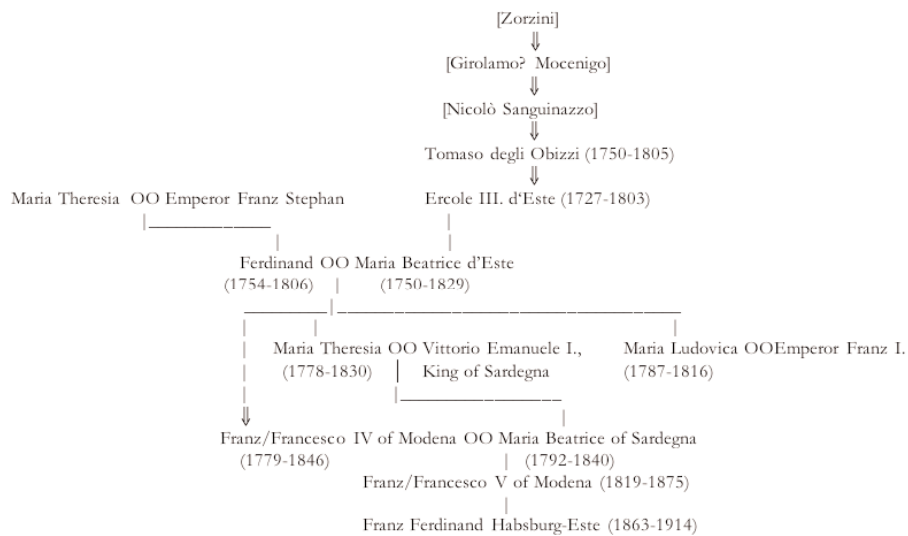 [Zorzini]
[Girolamo? Mocenigo]
[Nicolò Sanguinazzo]
Tomaso degli Obizzi (1750-1805)
Maria Theresia OO Emperor Franz Stephan
Ercole III. d‘Este (1727-1803)
Ferdinand OO Maria Beatrice d’Este
(1754-1806)
(1750-1829)
Maria Theresia OO Vittorio Emanuele I.,
Maria Ludovica OOEmperor Franz I.
(1778-1830)
King of Sardegna
(1787-1816)
Franz/Francesco IV of Modena OO Maria Beatrice of Sardegna
(1779-1846)
(1792-1840)
Franz/Francesco V of Modena (1819-1875)
Franz Ferdinand Habsburg-Este (1863-1914)